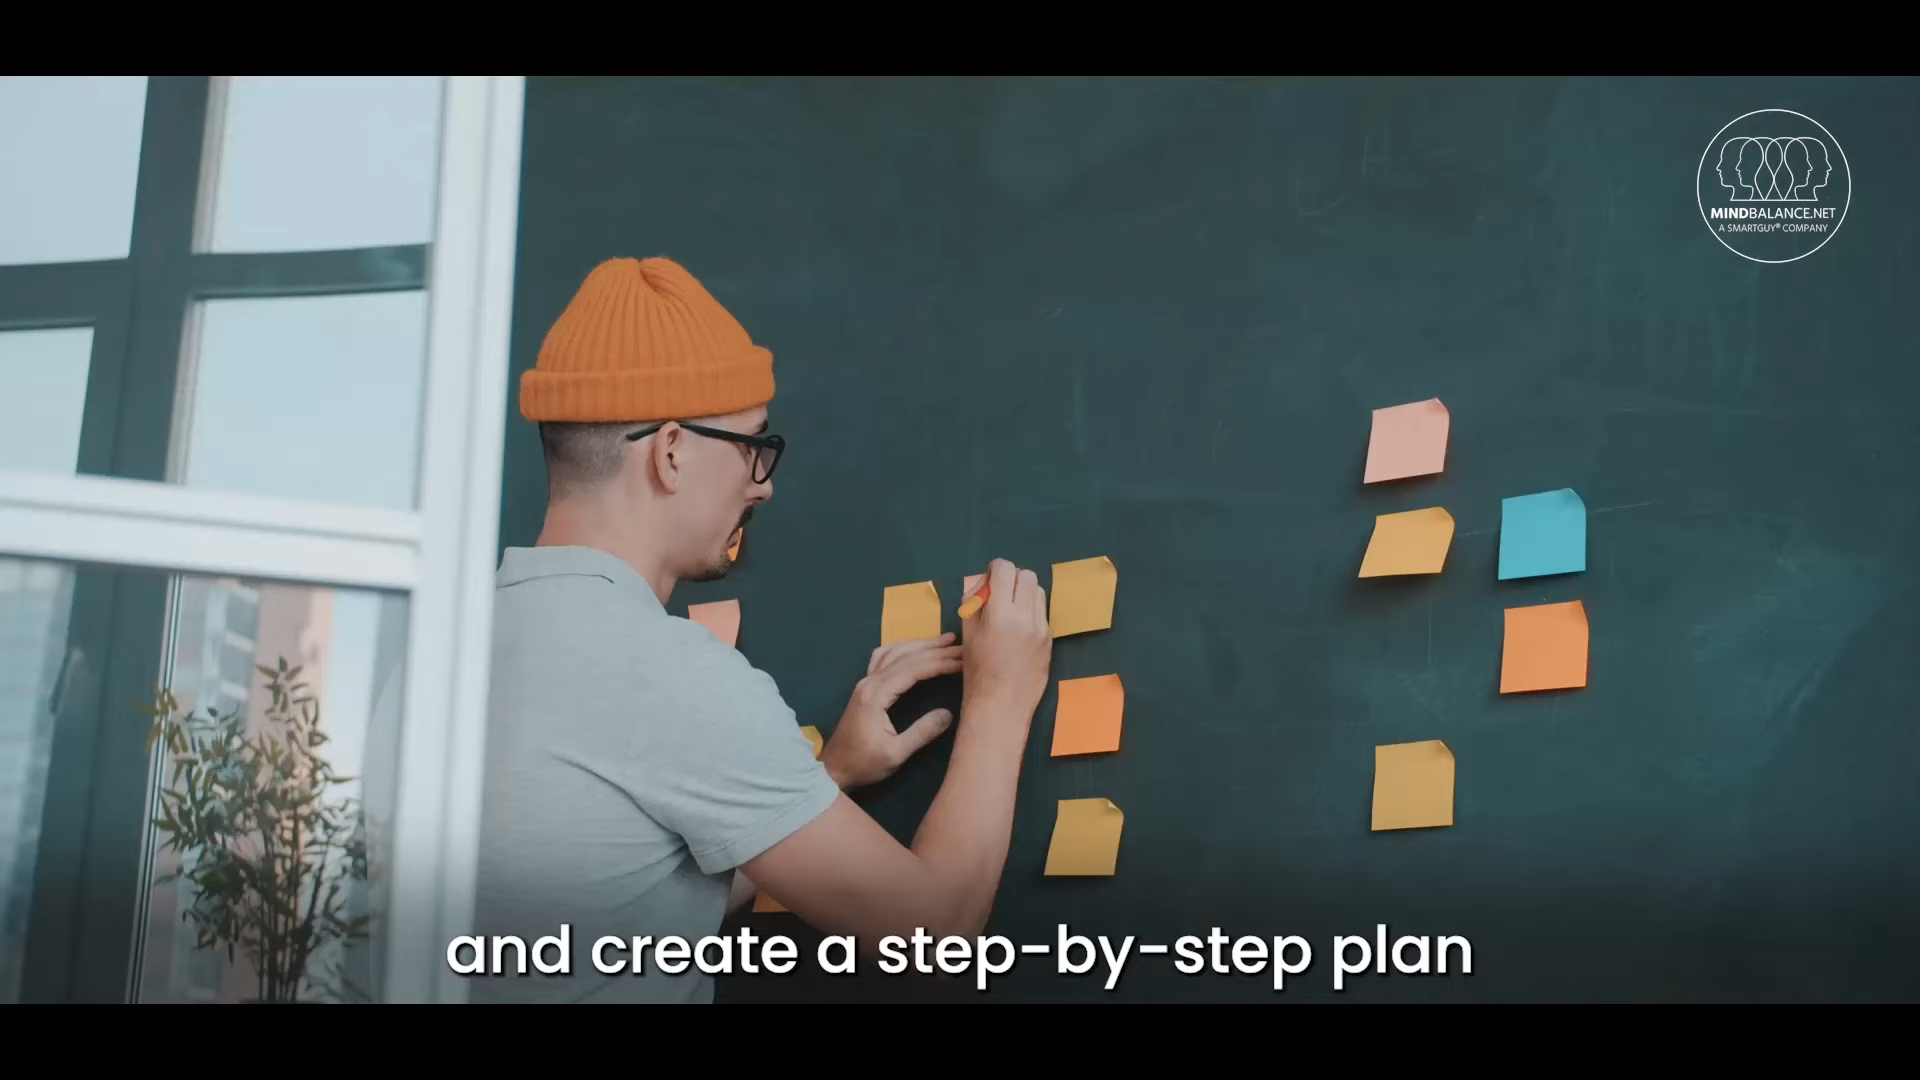 MINDBALANCE.NET
A SMARTGUY® COMPANY
and create a step-by-step plan